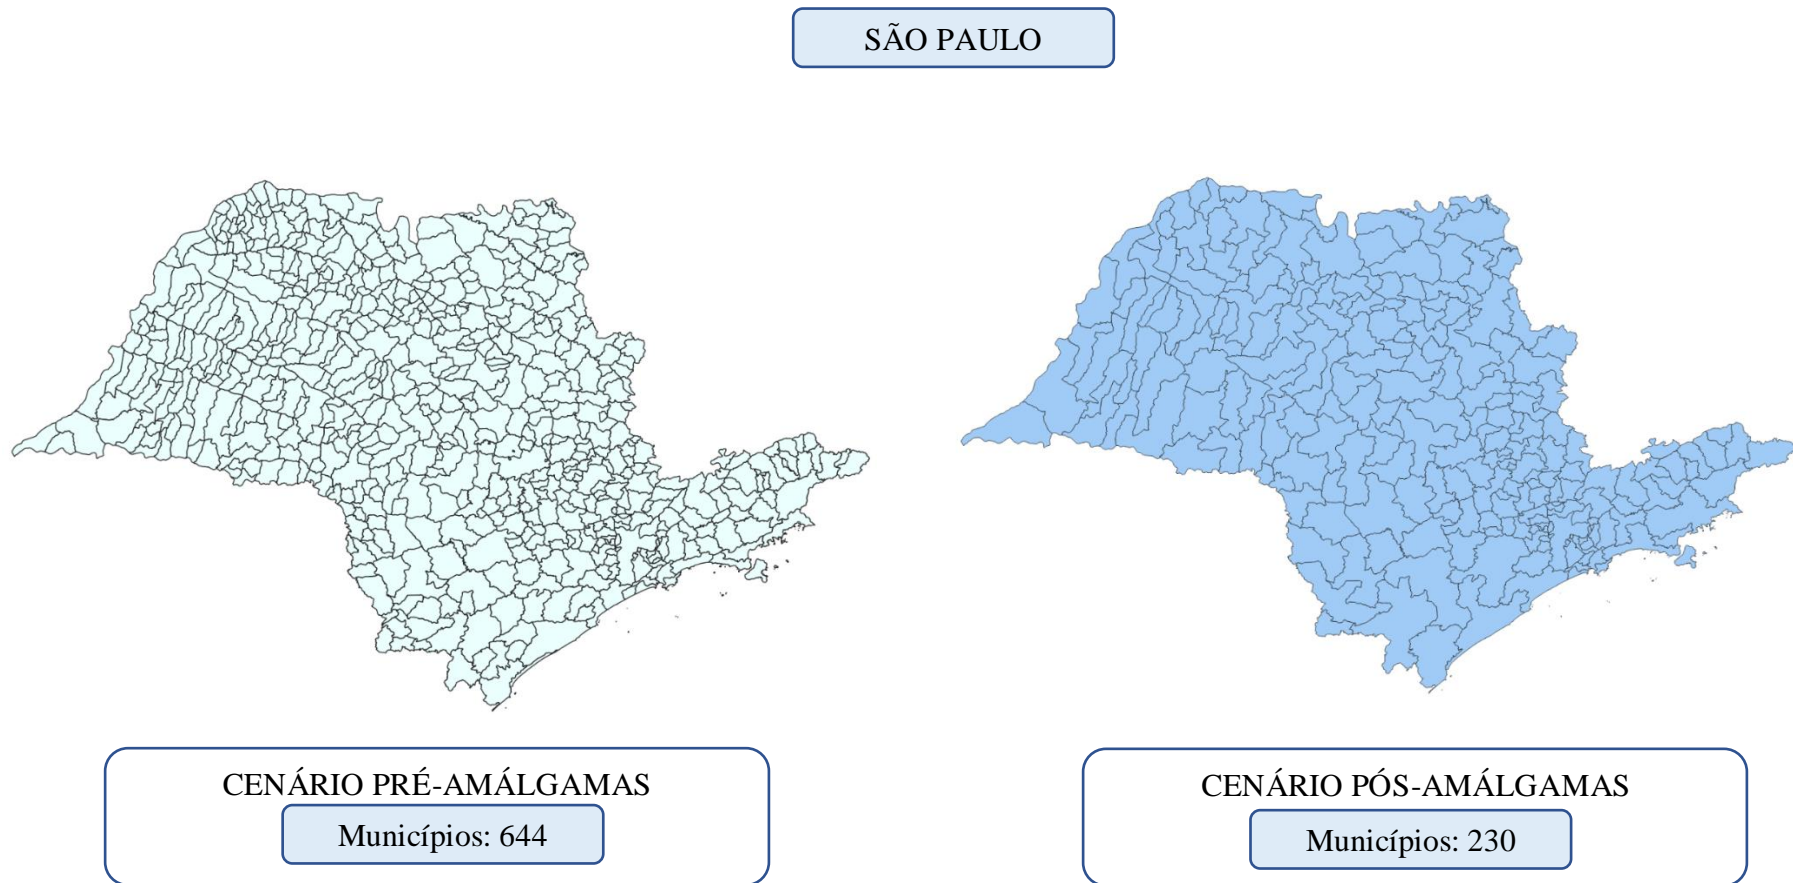 SÃO PAULO
CENÁRIO PRÉ-AMÁLGAMAS
Municípios: 644
CENÁRIO PÓS-AMÁLGAMAS
Municípios: 230